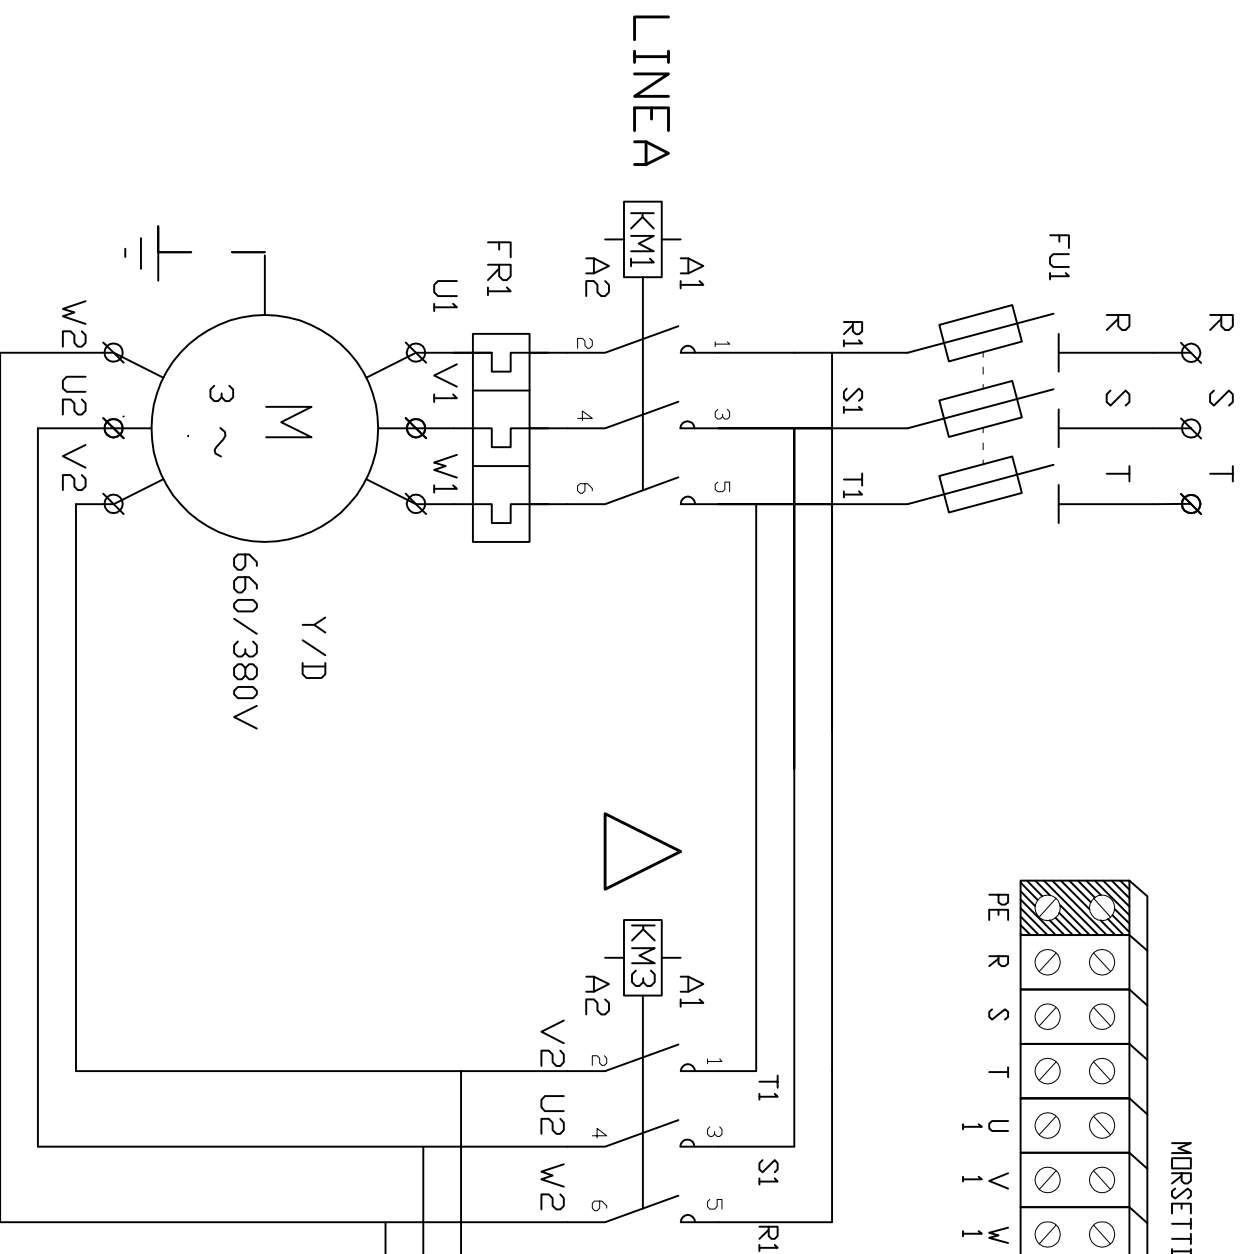 R S T
R S T
FU1
R1 S1 T1
LINEA
KM1
A1
A2
1 3 5
2 4 6
FR1
U1 V1 W1
M
3 ~
W2 U2 V2
Y/D
660/380V
KM3
A1
A2
T1 S1 R1
1 3 5
2 4 6
V2 U2 W2
MORSETTI
PE R S T U1 V1 W1